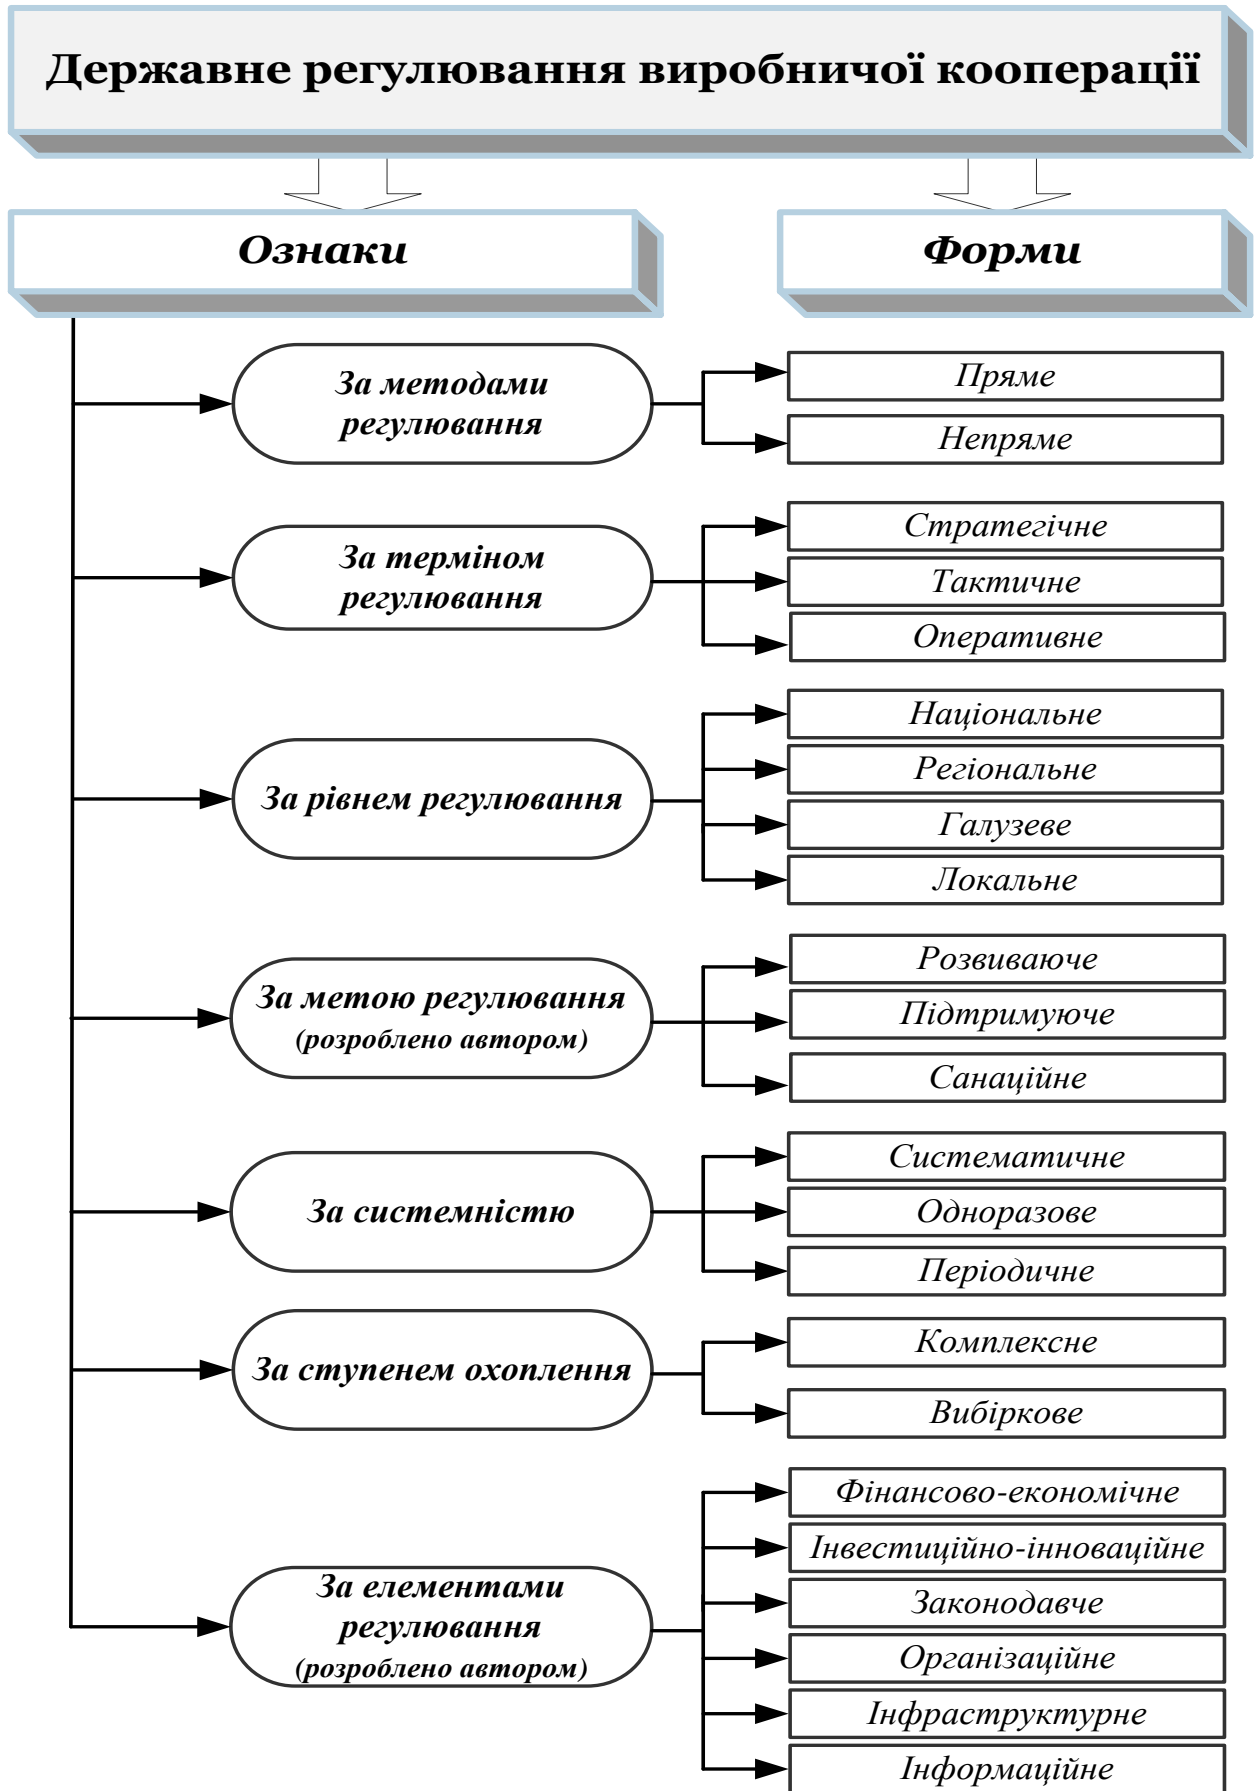 Державне регулювання виробничої кооперації
Ознаки
Форми
За методами
регулювання
Пряме
Непряме
За терміном
регулювання
Стратегічне
Тактичне
Оперативне
За рівнем регулювання
Національне
Регіональне
Галузеве
Локальне
За метою регулювання
(розроблено автором)
Розвиваюче
Підтримуюче
Санаційне
За системністю
Систематичне
Одноразове
Періодичне
За ступенем охоплення
Комплексне
Вибіркове
За елементами
регулювання
(розроблено автором)
Фінансово-економічне
Інвестиційно-інноваційне
Законодавче
Організаційне
Інфраструктурне
Інформаційне